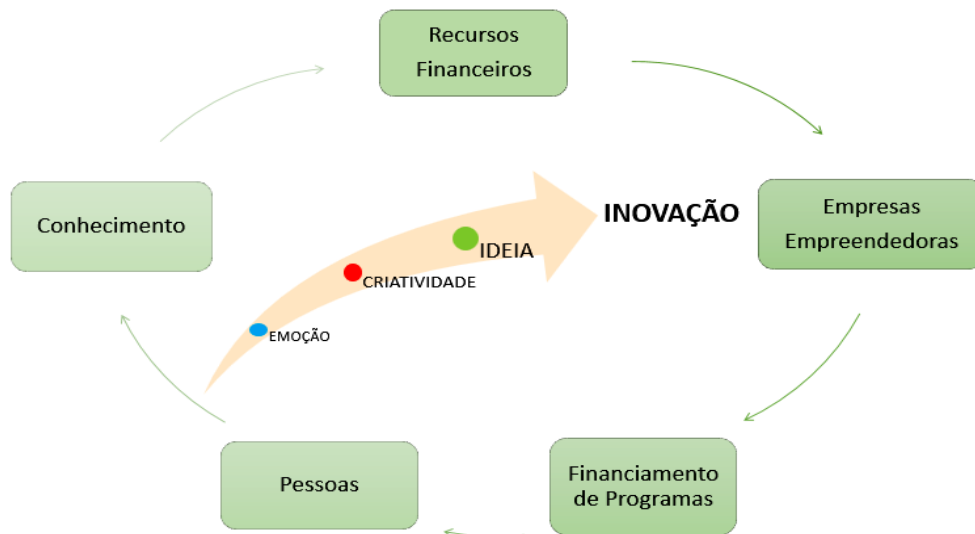 Recursos
Financeiros
Conhecimento
INOVAÇÃO
Empresas
Empreendedoras
IDEIA
CRIATIVIDADE
EMOÇÃO
Pessoas
Financiamento
de Programas